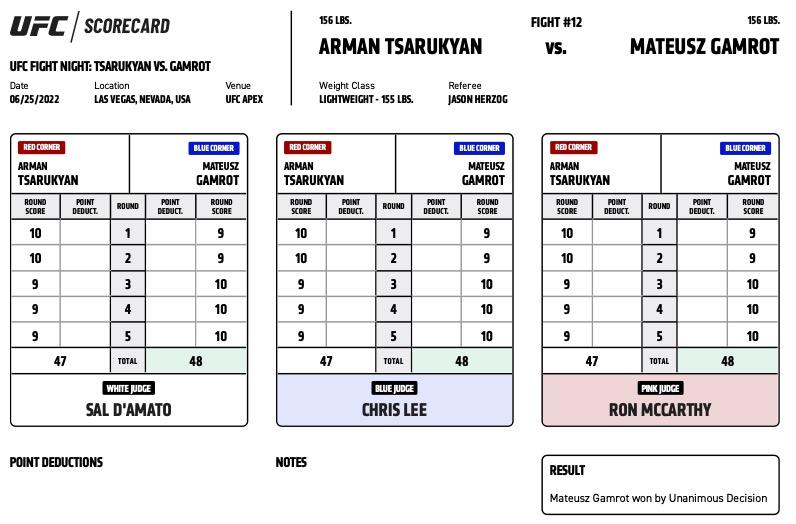 UFC / SCORECARD
UFC FIGHT NIGHT: TSARUKYAN VS. GAMROT
Date Location Venue
06/25/2022 LAS VEGAS, NEVADA, USA UFC APEX
156 LBS. FIGHT #12 156 LBS.
ARMAN TSARUKYAN VS. MATEUSZ GAMROT
Weight Class Referee
LIGHTWEIGHT - 155 LBS. JASON HERZOG
RED CORNER BLUE CORNER
ARMAN MATEUSZ
TSARUKYAN GAMROT
ROUND POINT ROUND POINT ROUND
SCORE DEDUCT. DEDUCT. SCORE
10 1 9
10 2 9
9 3 10
9 4 10
9 5 10
47 TOTAL 48
WHITE JUDGE
SAL D'AMATO
RED CORNER BLUE CORNER
ARMAN MATEUSZ
TSARUKYAN GAMROT
ROUND POINT ROUND POINT ROUND
SCORE DEDUCT. DEDUCT. SCORE
10 1 9
10 2 9
9 3 10
9 4 10
9 5 10
47 TOTAL 48
BLUE JUDGE
CHRIS LEE
RED CORNER BLUE CORNER
ARMAN MATEUSZ
TSARUKYAN GAMROT
ROUND POINT ROUND POINT ROUND
SCORE DEDUCT. DEDUCT. SCORE
10 1 9
10 2 9
9 3 10
9 4 10
9 5 10
47 TOTAL 48
PINK JUDGE
RON MCCARTHY
POINT DEDUCTIONS
NOTES
RESULT
Mateusz Gamrot won by Unanimous Decision